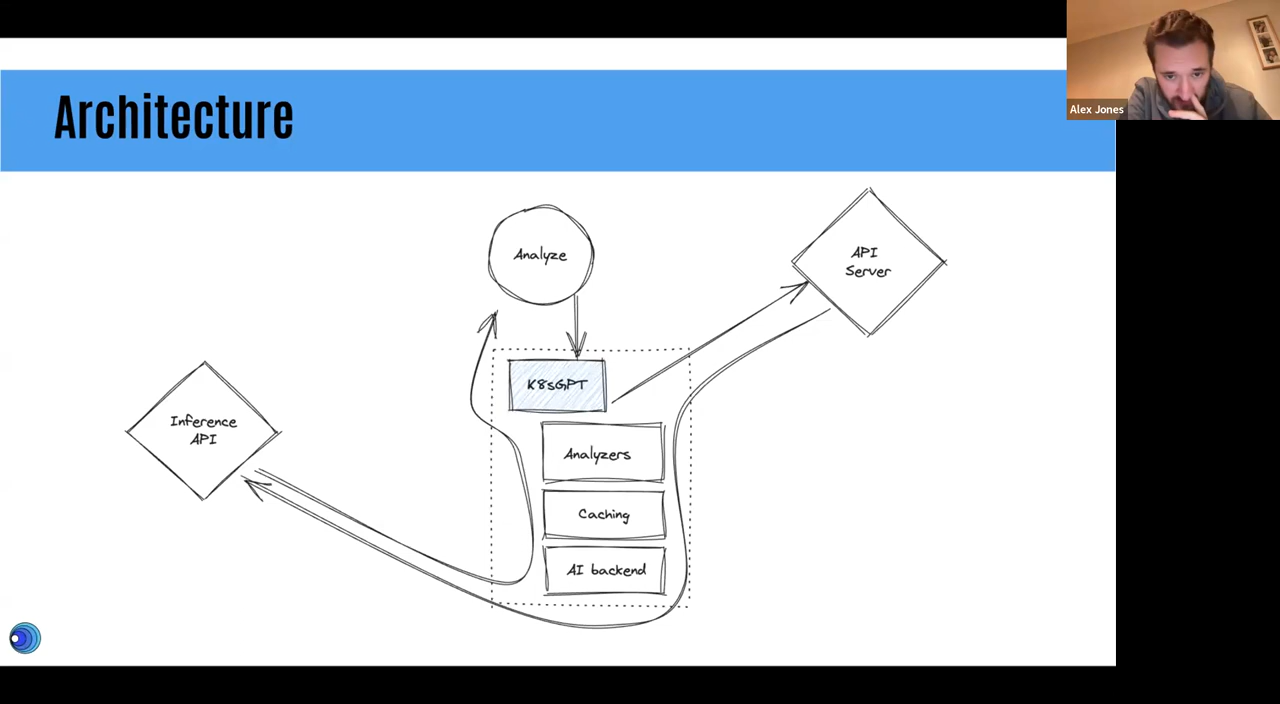 Architecture
Alex Jones
Analyze
API
Server
K8sGPT
Inference
API
Analyzers
Caching
AI backend